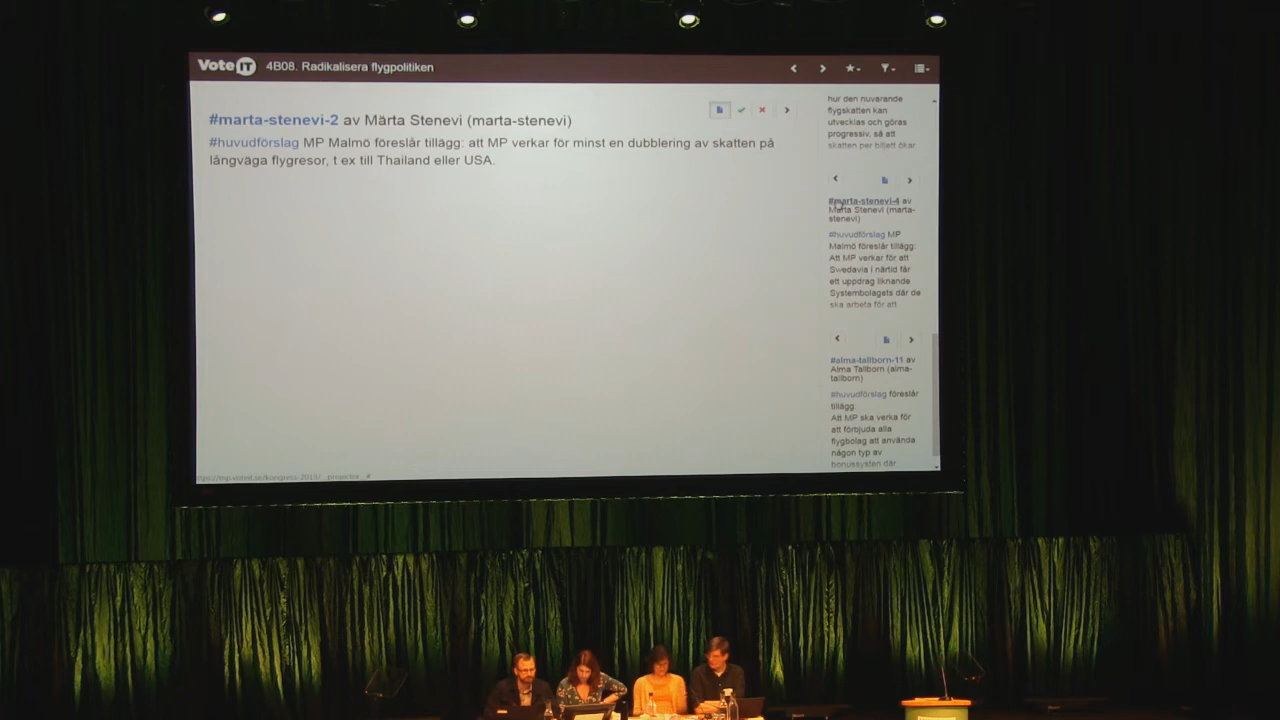 VoteIT 4B08. Radikalisera flygpolitiken
#marta-stenevi-2 av Märta Stenevi (marta-stenevi)
#huvudförslag MP Malmö föreslår tillägg: att MP verkar för minst en dubblering av skatten på
långväga flygresor, t ex till Thailand eller USA.
hur den nuvarande
flygskatten kan
utvecklas och göras
progressiv, så att
skatten per biljett ökar
#marta-stenevi-4 av
Märta Stenevi (marta-
stenevi)
#huvudförslag MP
Malmö föreslår tillägg:
Att MP verkar för att
Swedavia i närtid får
ett uppdrag liknande
Systembolagets där de
ska arbeta för att
#alma-tallborn-11 av
Alma Tallborn (alma-
tallborn)
#huvudförslag föreslår
tillägg:
Att MP ska verka för
att förbjuda alla
flygbolag att använda
någon typ av
bonussysten där